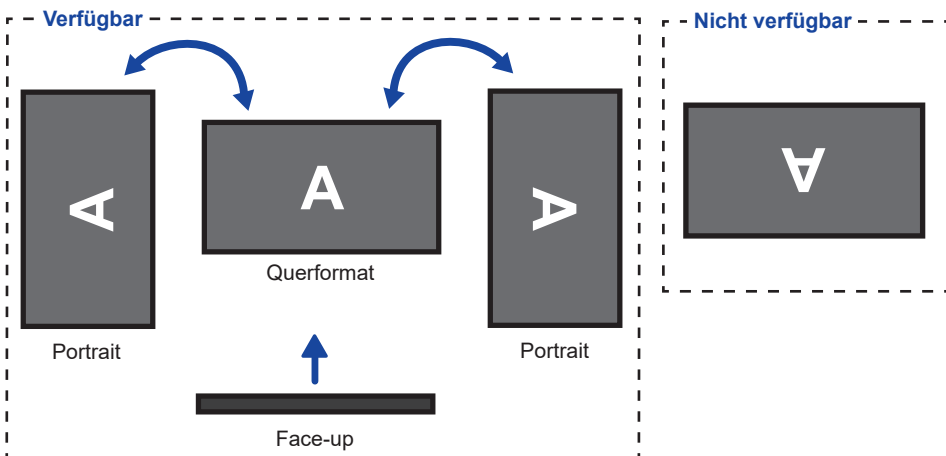 Verfügbar
Nicht verfügbar
A
A
A
A
Querformat
Portrait
Portrait
Face-up